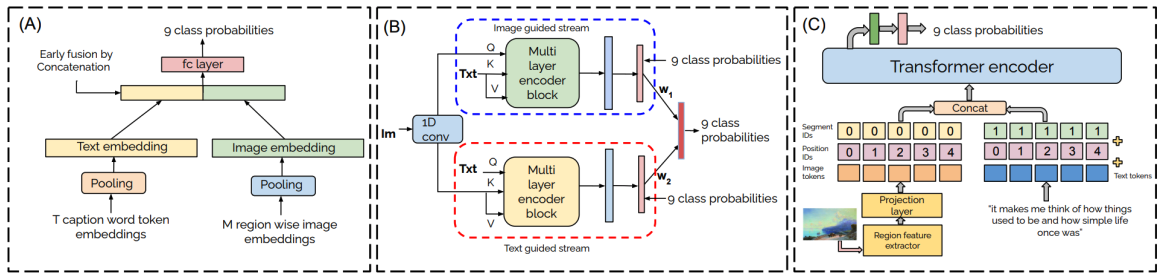 (A)
9 class probabilities
Early fusion by
Concatenation
fc layer
Text embedding
Image embedding
Pooling
Pooling
T caption word token
embeddings
M region wise image
embeddings
(B)
Image guided stream
Q
K
Txt
V
Multi
layer
encoder
block
9 class probabilities
w1
Im
1D
conv
9 class
probabilities
Txt
Q
K
V
Multi
layer
encoder
block
w2
9 class probabilities
Text guided stream
(C)
9 class probabilities
Transformer encoder
Concat
Segment
IDs
0 0 0 0 0
1 1 1 1 1
Position
IDs
0 1 2 3 4
0 1 2 3 4
Image
tokens
Text tokens
Projection
layer
Region feature
extractor
"it makes me think of how things
used to be and how simple life
once was"